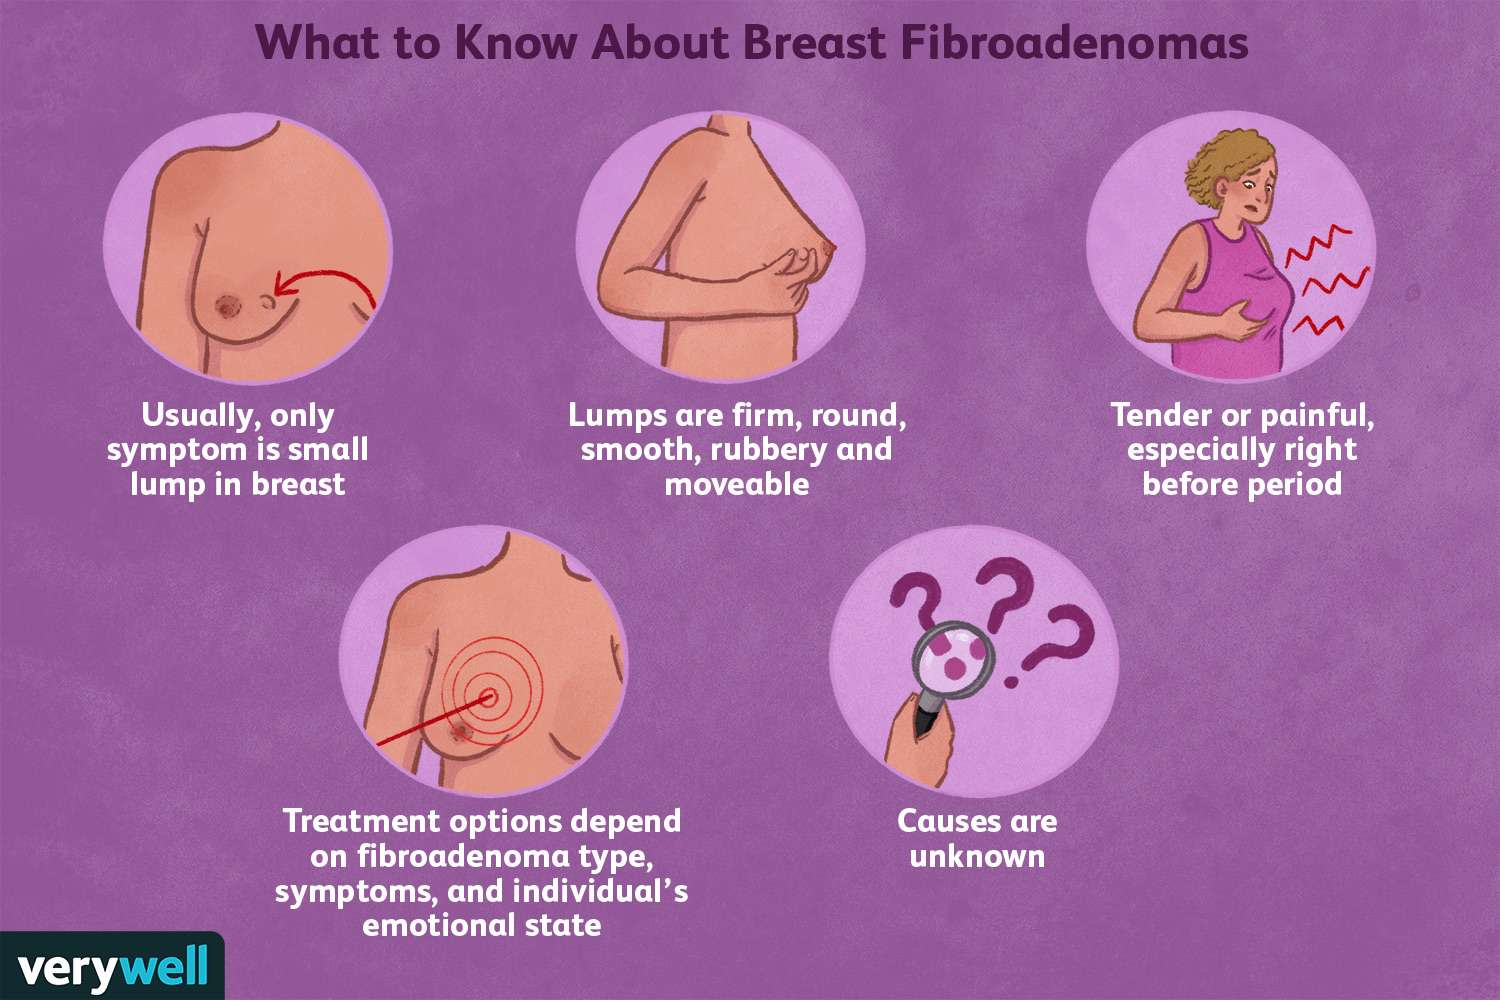 What to Know About Breast Fibroadenomas
Usually, only
symptom is small
lump in breast
Lumps are firm, round,
smooth, rubbery and
moveable
Tender or painful,
especially right
before period
Treatment options depend
on fibroadenoma type,
symptoms, and individual’s
emotional state
Causes are
unknown
verywell